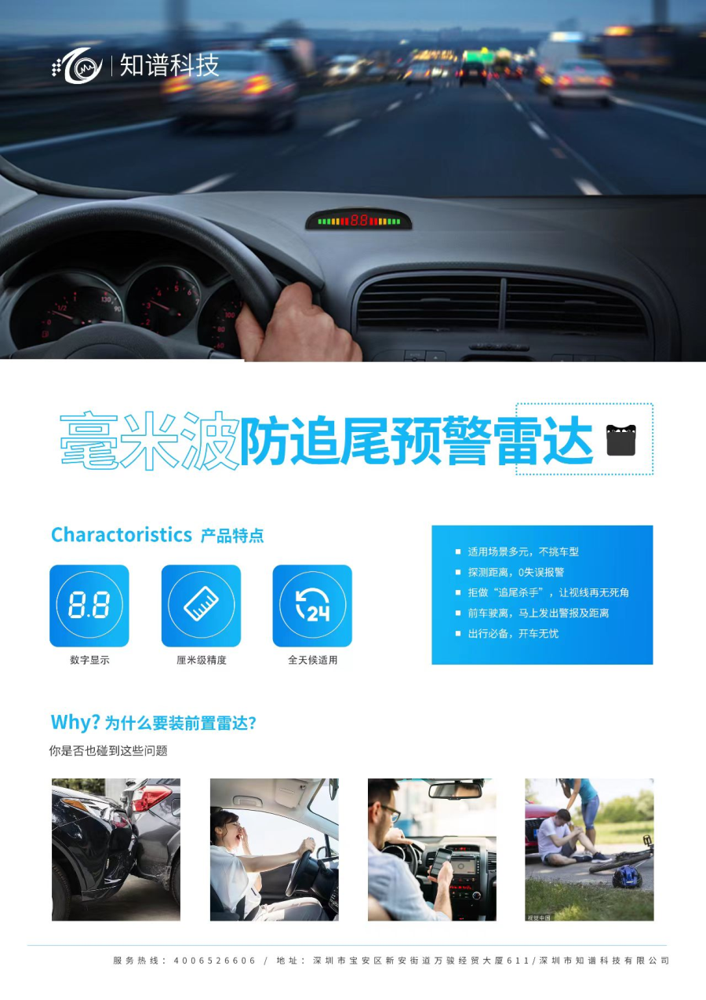 知谱科技
88
毫米波防追尾预警雷达
Charactoristics 产品特点
8.8
24
数字显示
厘米级精度
全天候适用
适用场景多元，不挑车型
探测距离，0失误报警
拒做“追尾杀手”，让视线再无死角
前车驶离，马上发出警报及距离
出行必备，开车无忧
Why? 为什么要装前置雷达?
你是否也碰到这些问题
视觉中国
服务热线：4006526606 / 地址：深圳市宝安区新安街道万骏经贸大厦611/深圳市知谱科技有限公司